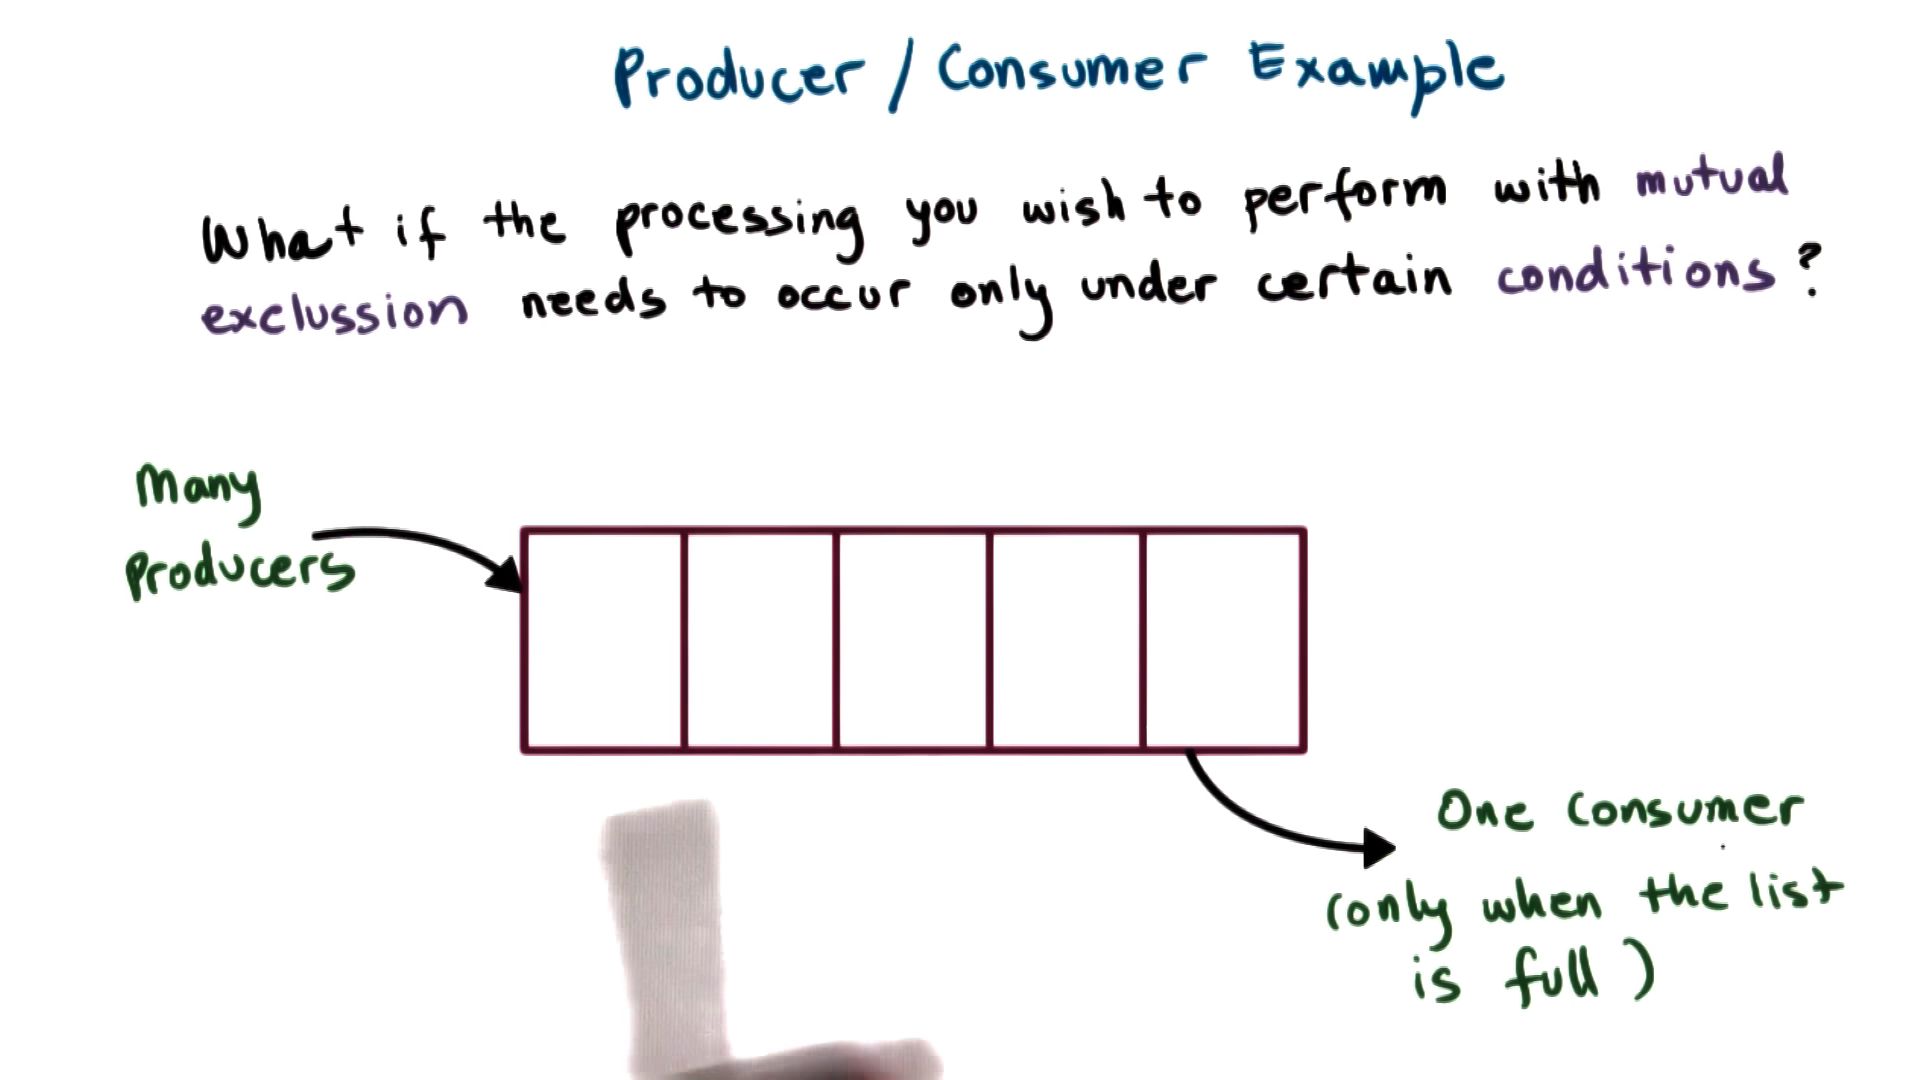 Producer / Consumer Example
What if the processing you wish to perform with mutual
exclussion needs to occur only under certain conditions?
Many
Producers
One Consumer
(only when the list
is full)